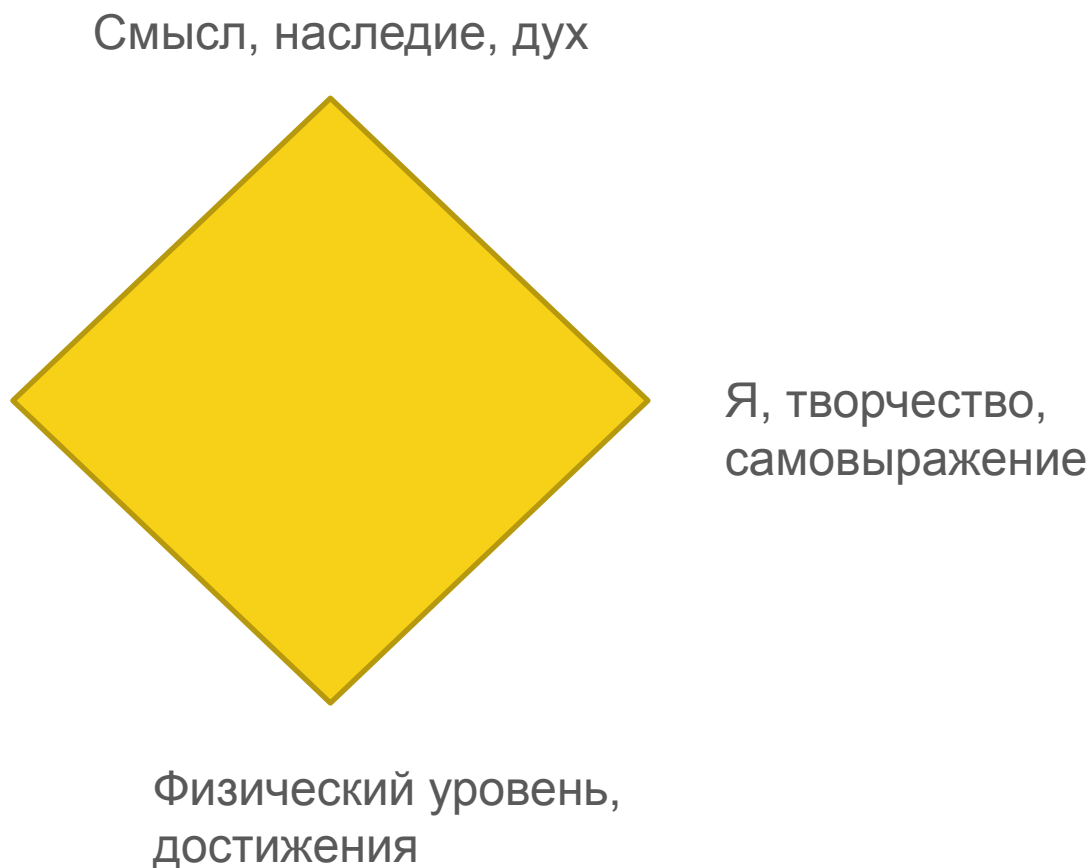 Смысл, наследие, дух
Я, творчество,
самовыражение
Физический уровень,
достижения